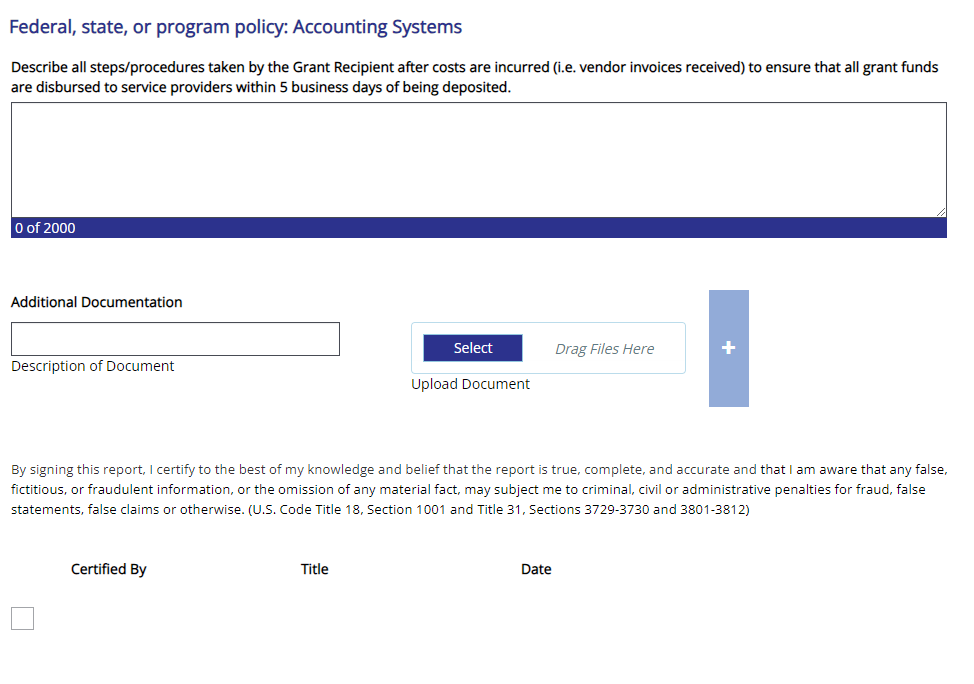 Federal, state, or program policy: Accounting Systems
Describe all steps/procedures taken by the Grant Recipient after costs are incurred (i.e. vendor invoices received) to ensure that all grant funds
are disbursed to service providers within 5 business days of being deposited.
0 of 2000
Additional Documentation
Description of Document
Select
Drag Files Here
Upload Document
+
By signing this report, I certify to the best of my knowledge and belief that the report is true, complete, and accurate and that I am aware that any false,
fictitious, or fraudulent information, or the omission of any material fact, may subject me to criminal, civil or administrative penalties for fraud, false
statements, false claims or otherwise. (U.S. Code Title 18, Section 1001 and Title 31, Sections 3729-3730 and 3801-3812)
Certified By Title Date